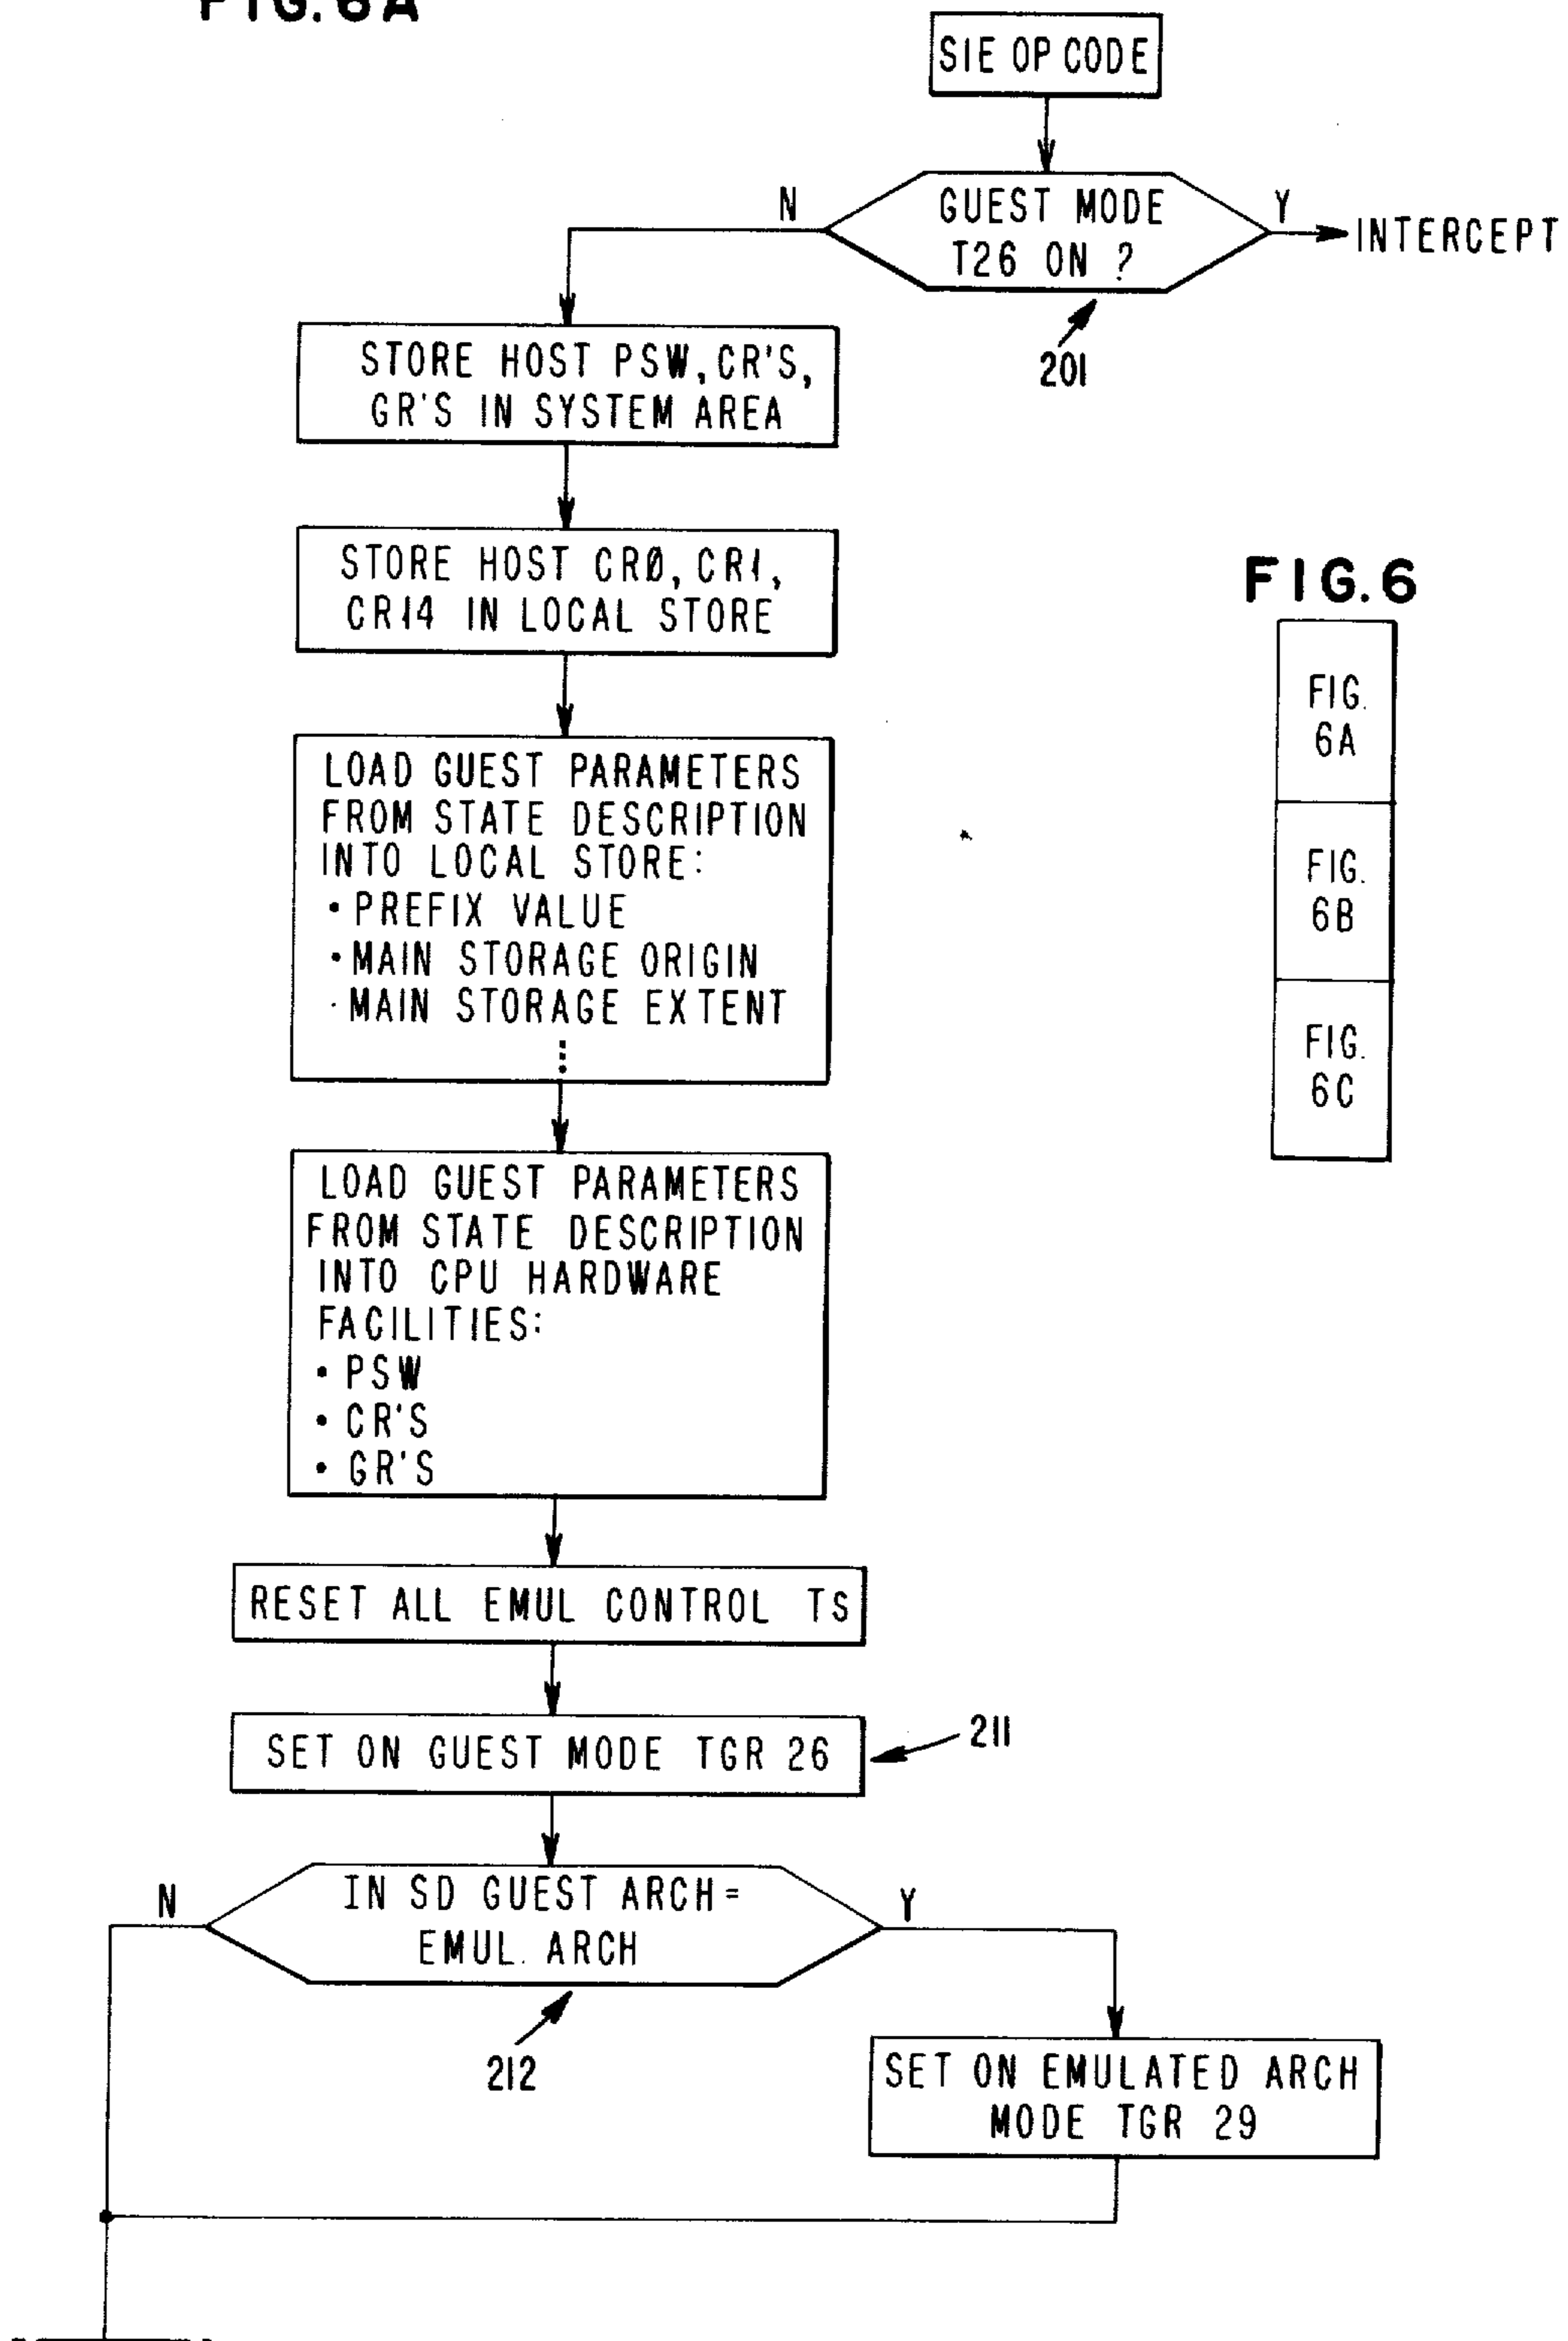 FIG. 6A
SIE OP CODE
GUEST MODE
T26 ON ?
N
Y
INTERCEPT
201
STORE HOST PSW, CR'S,
GR'S IN SYSTEM AREA
STORE HOST CRØ, CR1,
CR14 IN LOCAL STORE
LOAD GUEST PARAMETERS
FROM STATE DESCRIPTION
INTO LOCAL STORE:
• PREFIX VALUE
• MAIN STORAGE ORIGIN
• MAIN STORAGE EXTENT
⋮
FIG. 6
FIG.
6A
FIG.
6B
FIG.
6C
LOAD GUEST PARAMETERS
FROM STATE DESCRIPTION
INTO CPU HARDWARE
FACILITIES:
• PSW
• CR'S
• GR'S
RESET ALL EMUL CONTROL Ts
SET ON GUEST MODE TGR 26
211
IN SD GUEST ARCH =
EMUL. ARCH
N
Y
212
SET ON EMULATED ARCH
MODE TGR 29